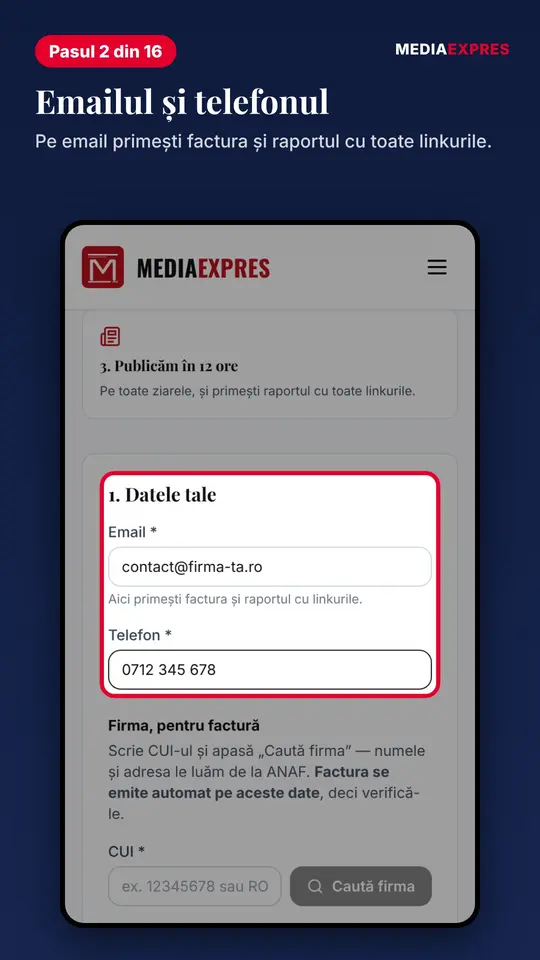 Pasul 2 din 16
MEDIAEXPRES
Emailul și telefonul
Pe email primești factura și raportul cu toate linkurile.
M
MEDIAEXPRES
3. Publicăm în 12 ore
Pe toate ziarele, și primești raportul cu toate linkurile.
1. Datele tale
Email *
contact@firma-ta.ro
Aici primești factura și raportul cu linkurile.
Telefon *
0712 345 678
Firma, pentru factură
Scrie CUI-ul și apasă „Caută firma” — numele
și adresa le luăm de la ANAF. Factura se
emite automat pe aceste date, deci verifică-
le.
CUI *
ex. 12345678 sau RO
Caută firma